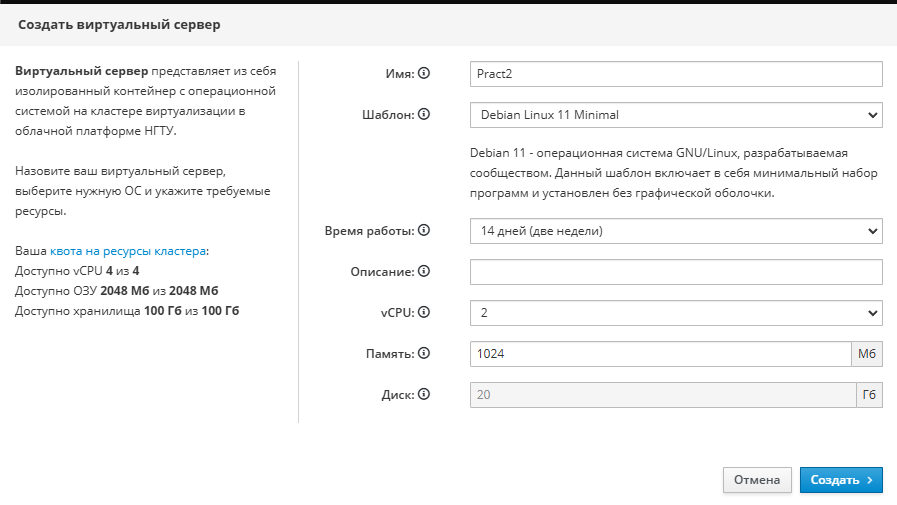 Создать виртуальный сервер
Виртуальный сервер представляет из себя
изолированный контейнер с операционной
системой на кластере виртуализации в
облачной платформе НГТУ.
Назовите ваш виртуальный сервер,
выберите нужную ОС и укажите требуемые
ресурсы.
Ваша квота на ресурсы кластера:
Доступно vCPU 4 из 4
Доступно ОЗУ 2048 Мб из 2048 Мб
Доступно хранилища 100 Гб из 100 Гб
Имя: Pract2
Шаблон: Debian Linux 11 Minimal
Debian 11 - операционная система GNU/Linux, разрабатываемая
сообществом. Данный шаблон включает в себя минимальный набор
программ и установлен без графической оболочки.
Время работы: 14 дней (две недели)
Описание:
vCPU: 2
Память: 1024 Мб
Диск: 20 Гб
Отмена Создать